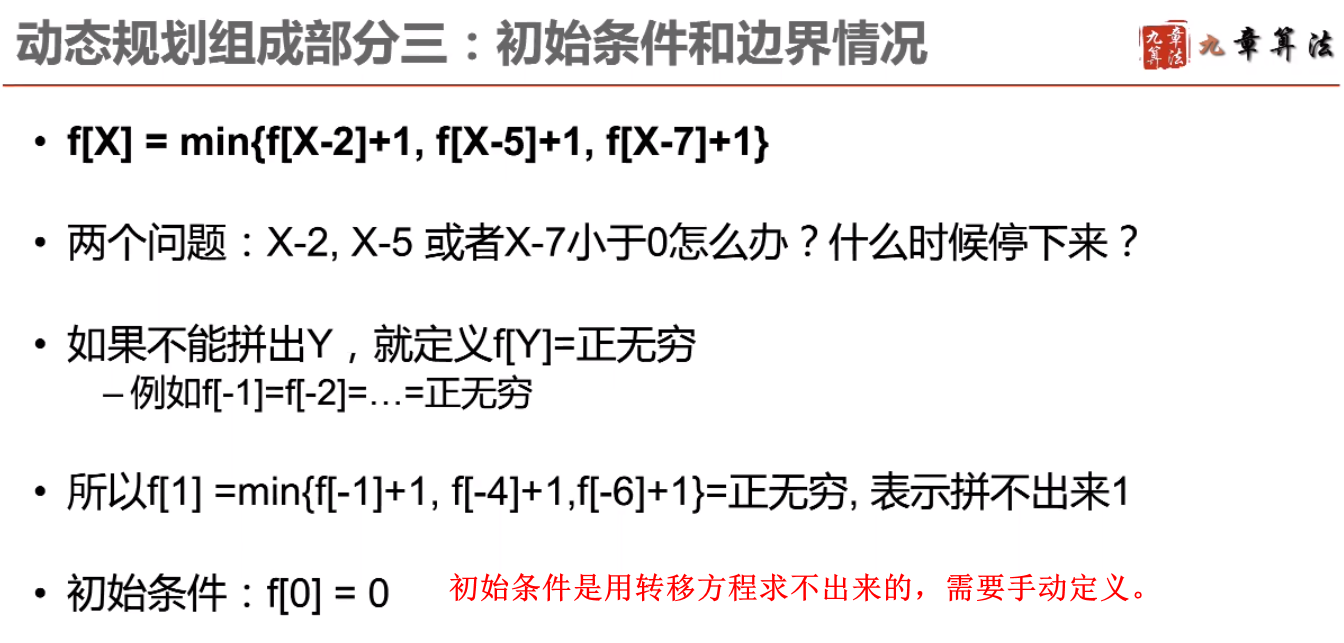 动态规划组成部分三：初始条件和边界情况
九章算法
九章算法
• f[X] = min{f[X-2]+1, f[X-5]+1, f[X-7]+1}
• 两个问题：X-2, X-5 或者X-7小于0怎么办？什么时候停下来？
• 如果不能拼出Y，就定义f[Y]=正无穷
– 例如f[-1]=f[-2]=…=正无穷
• 所以f[1] =min{f[-1]+1, f[-4]+1,f[-6]+1}=正无穷, 表示拼不出来1
• 初始条件：f[0] = 0 初始条件是用转移方程求不出来的，需要手动定义。